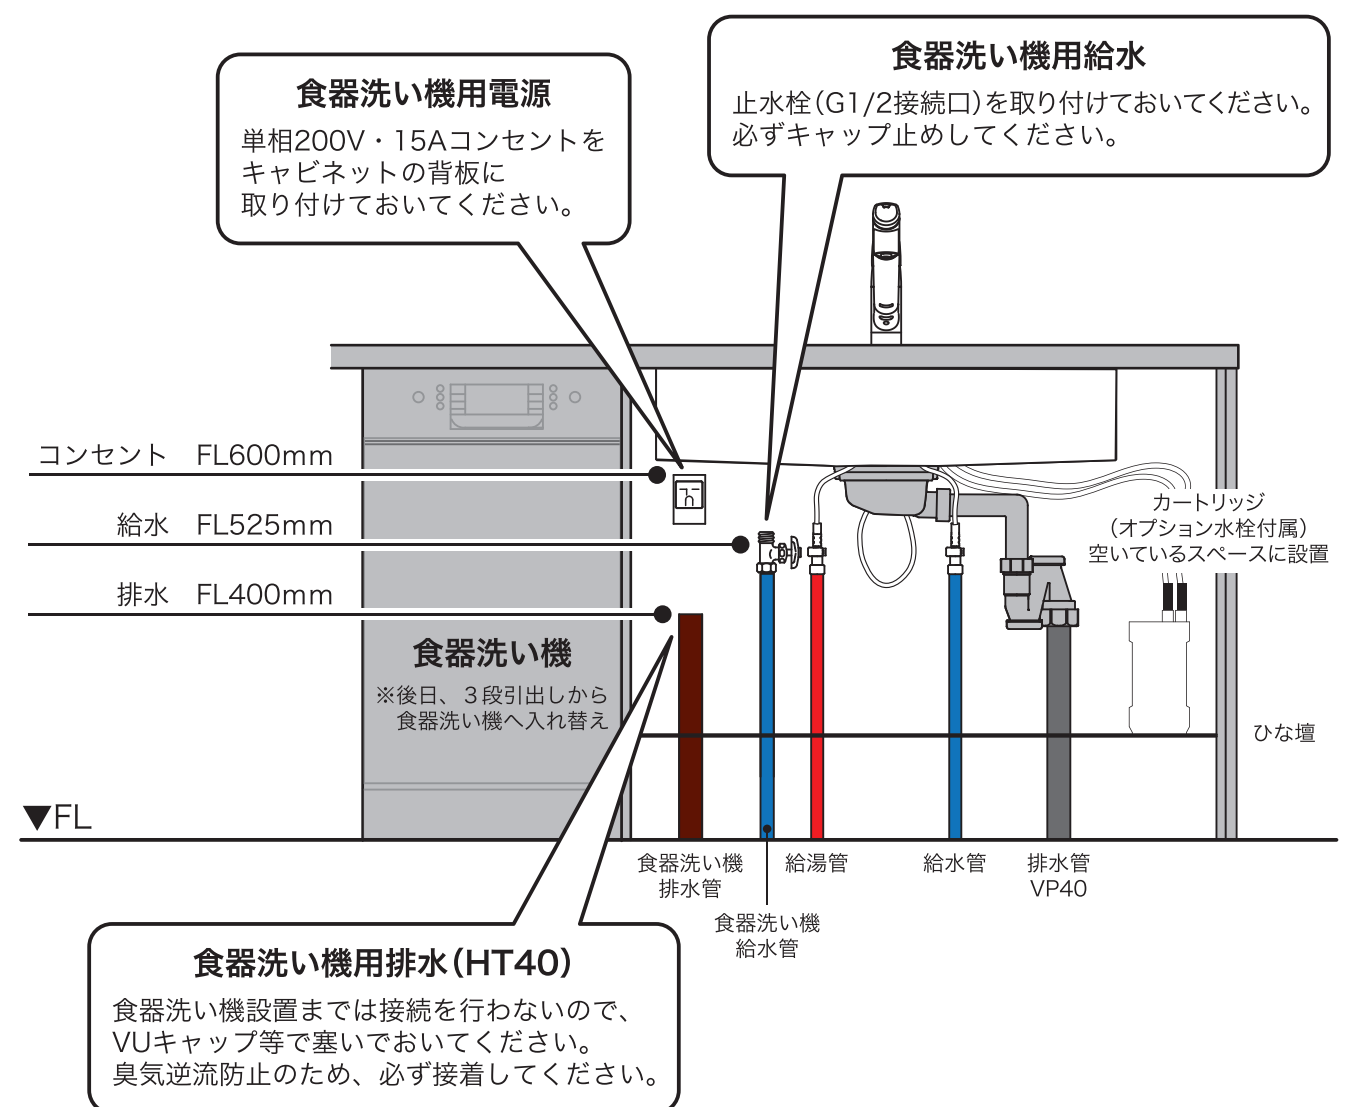 食器洗い機用給水
止水栓(G1/2接続口)を取り付けておいてください。
必ずキャップ止めしてください。
食器洗い機用電源
単相200V・15Aコンセントを
キャビネットの背板に
取り付けておいてください。
コンセント FL600mm
給水 FL525mm
排水 FL400mm
カートリッジ
(オプション水栓付属)
空いているスペースに設置
食器洗い機
※後日、3段引出しから
食器洗い機へ入れ替え
ひな壇
▼FL
食器洗い機
排水管
給湯管
給水管
排水管
VP40
食器洗い機
給水管
食器洗い機用排水(HT40)
食器洗い機設置までは接続を行わないので、
VUキャップ等で塞いでおいてください。
臭気逆流防止のため、必ず接着してください。